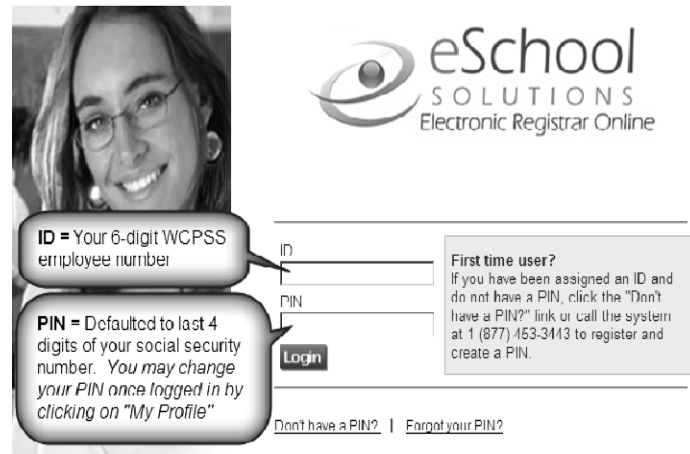 eSchool
SOLUTIONS
Electronic Registrar Online
ID = Your 6-digit WCPSS
employee number
PIN = Defaulted to last 4
digits of your social security
number. You may change
your PIN once logged in by
clicking on "My Profile"
ID
PIN
Login
First time user?
If you have been assigned an ID and
do not have a PIN, click the "Don't
have a PIN?" link or call the system
at 1 (877) 453-3443 to register and
create a PIN.
Don't have a PIN? | Forgot your PIN?